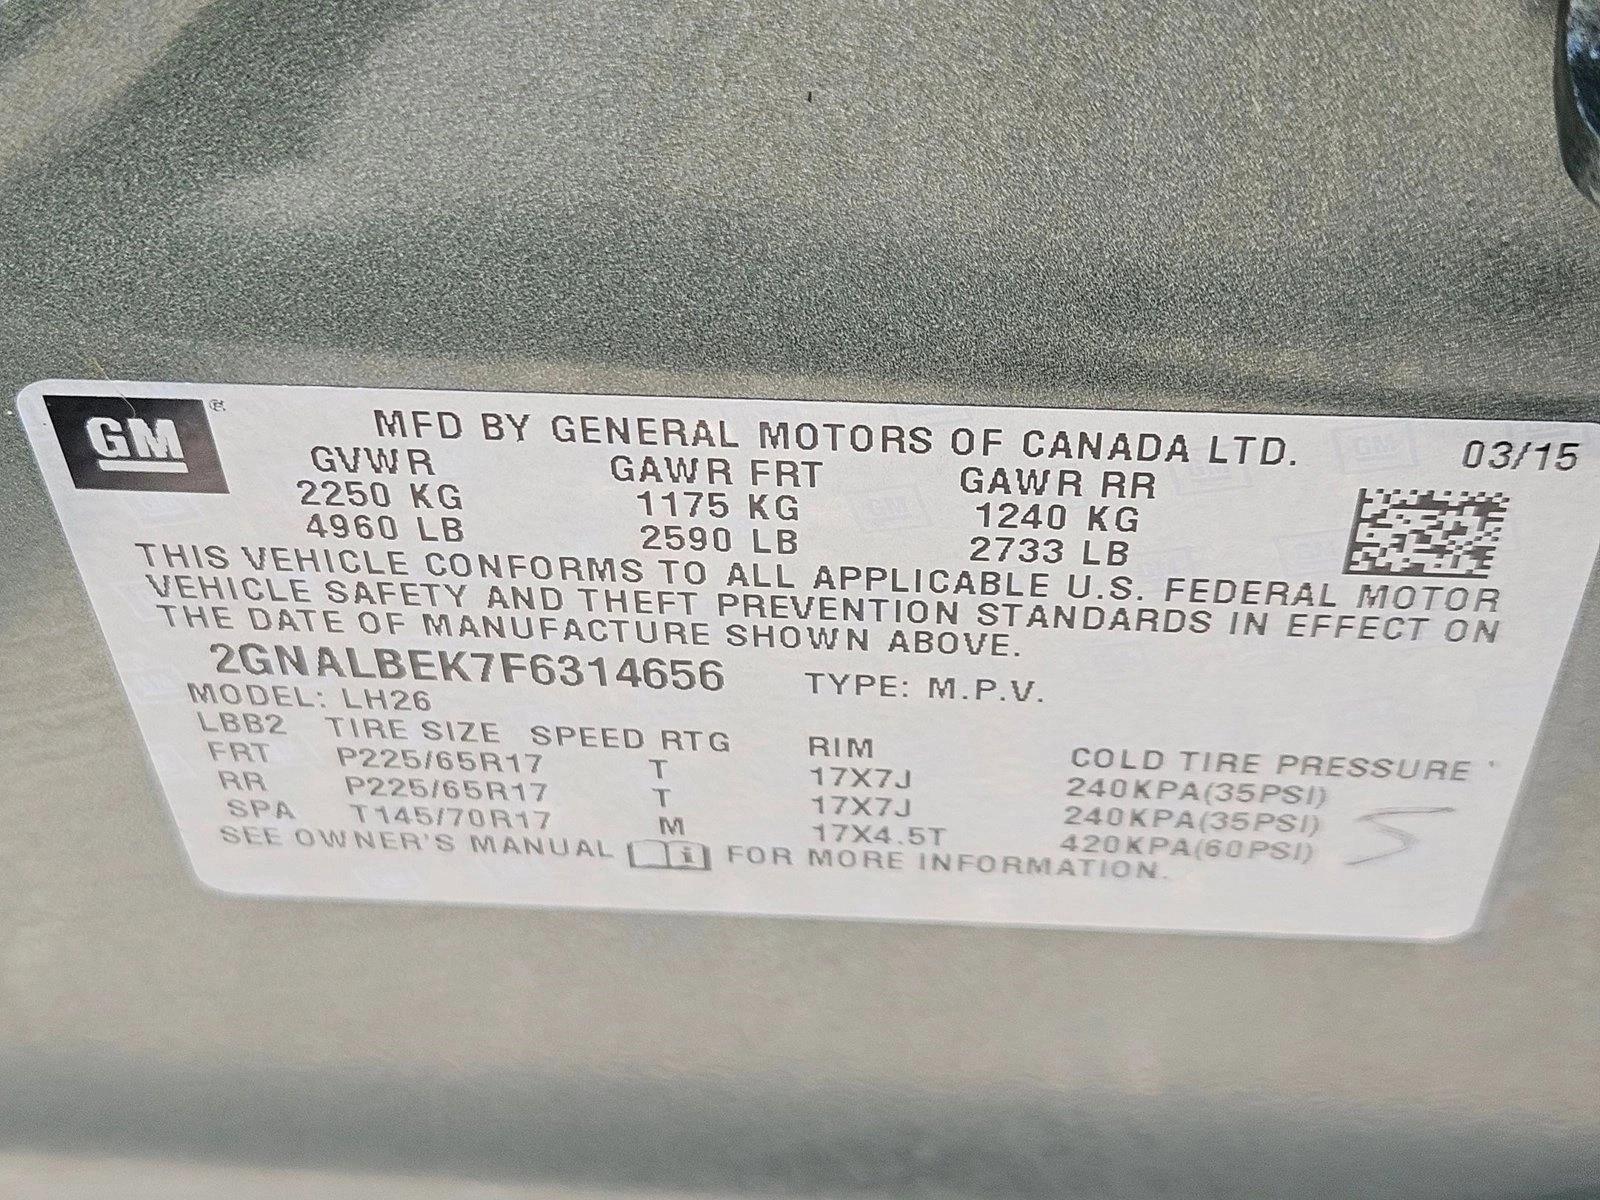 GM®
MFD BY GENERAL MOTORS OF CANADA LTD. 03/15
GVWR GAWR FRT GAWR RR
2250 KG 1175 KG 1240 KG
4960 LB 2590 LB 2733 LB
THIS VEHICLE CONFORMS TO ALL APPLICABLE U.S. FEDERAL MOTOR
VEHICLE SAFETY AND THEFT PREVENTION STANDARDS IN EFFECT ON
THE DATE OF MANUFACTURE SHOWN ABOVE.
2GNALBEK7F6314656 TYPE: M.P.V.
MODEL: LH26
LBB2 TIRE SIZE SPEED RTG RIM COLD TIRE PRESSURE
FRT P225/65R17 T 17X7J 240KPA(35PSI)
RR P225/65R17 T 17X7J 240KPA(35PSI)
SPA T145/70R17 M 17X4.5T 420KPA(60PSI)
SEE OWNER'S MANUAL i FOR MORE INFORMATION.